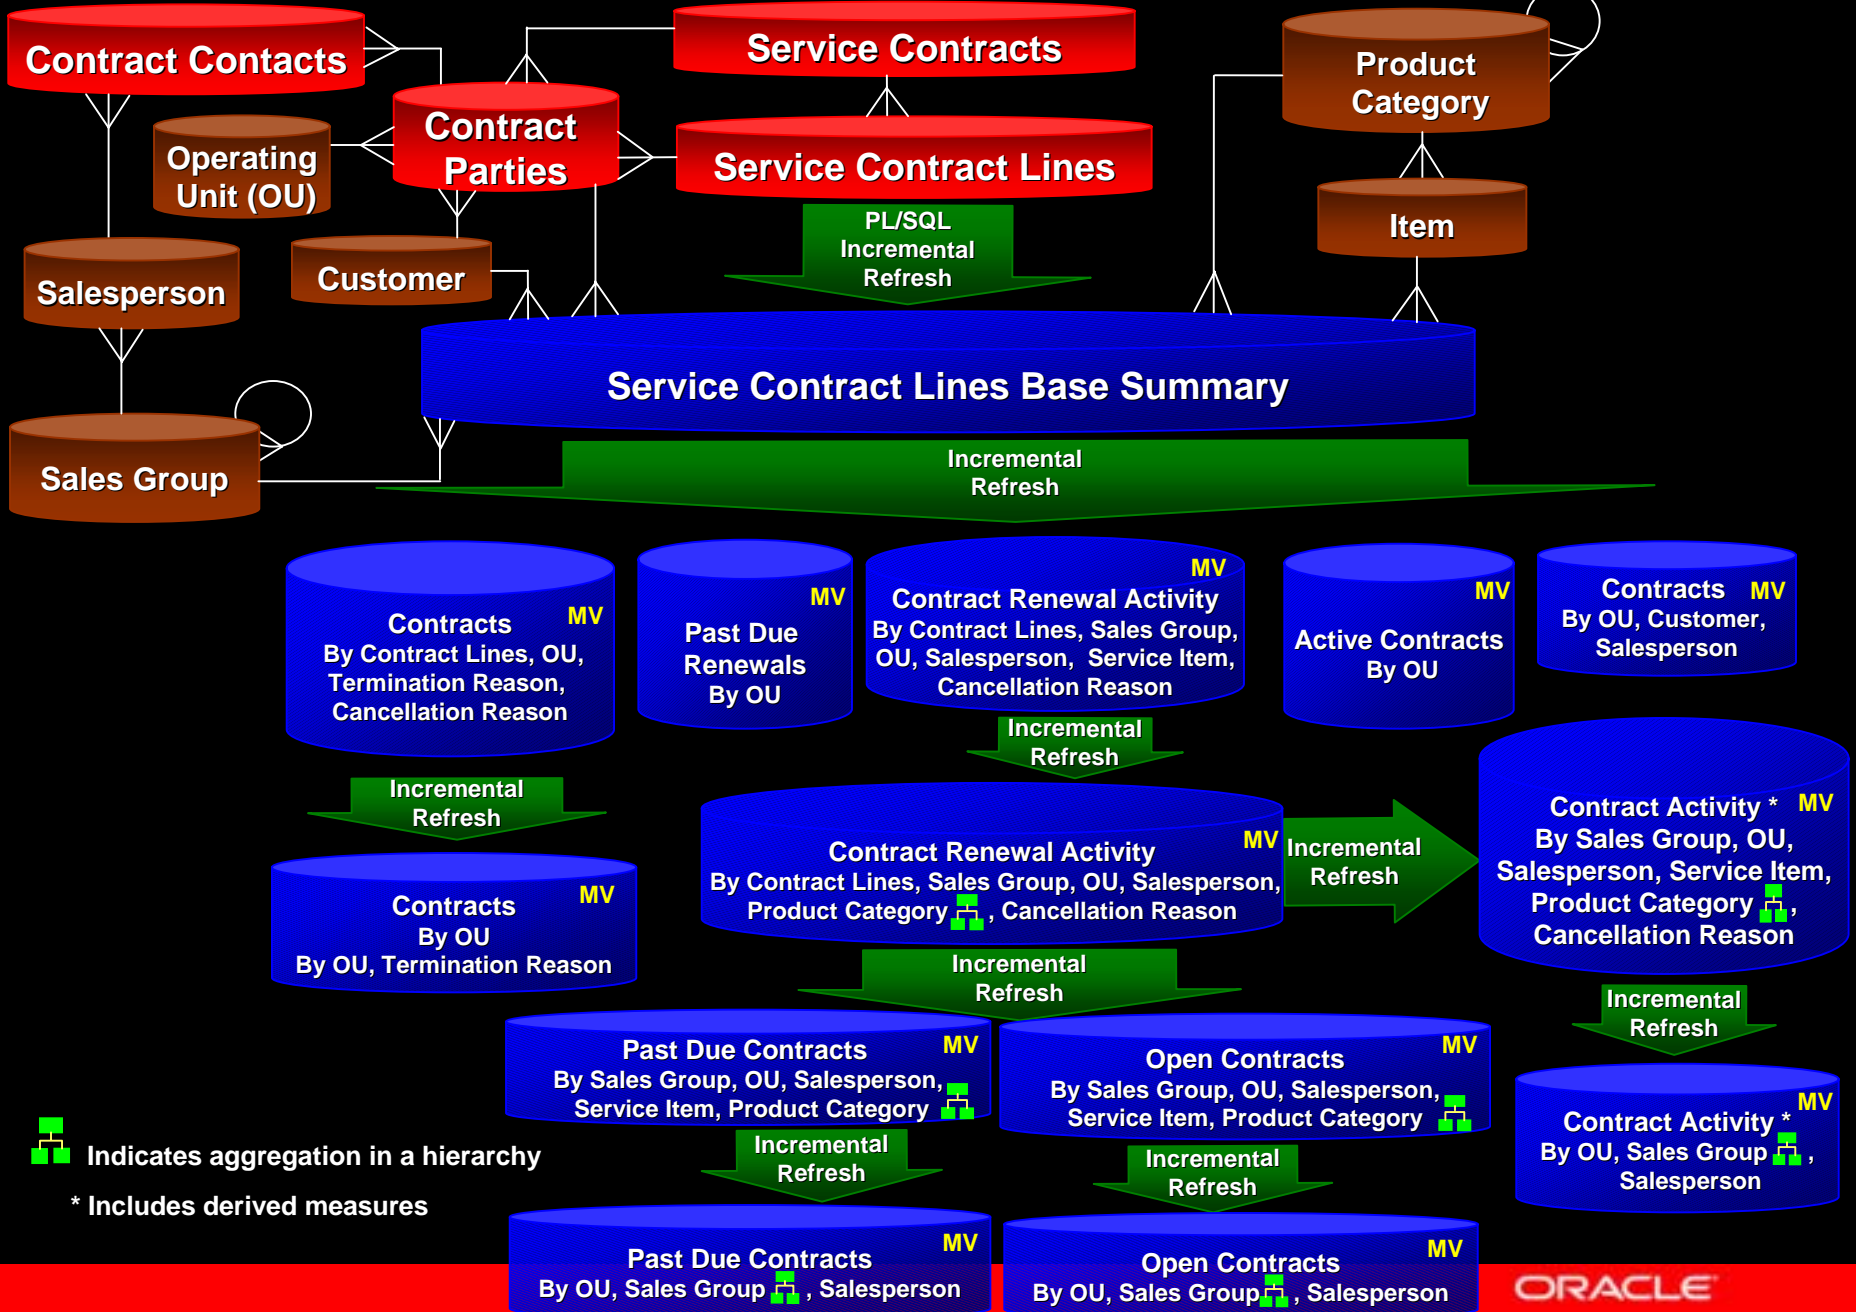 Contract Contacts
Service Contracts
Product
Category
Contract
Parties
Operating
Unit (OU)
Service Contract Lines
Item
PL/SQL
Incremental
Refresh
Salesperson
Customer
Service Contract Lines Base Summary
Sales Group
Incremental
Refresh
MV
Contracts
By Contract Lines, OU,
Termination Reason,
Cancellation Reason
MV
Past Due
Renewals
By OU
MV
Contract Renewal Activity
By Contract Lines, Sales Group,
OU, Salesperson, Service Item,
Cancellation Reason
MV
Active Contracts
By OU
Contracts MV
By OU, Customer,
Salesperson
Incremental
Refresh
Incremental
Refresh
MV
Contracts
By OU
By OU, Termination Reason
MV
Contract Renewal Activity
By Contract Lines, Sales Group, OU, Salesperson,
Product Category , Cancellation Reason
Incremental
Refresh
Contract Activity * MV
By Sales Group, OU,
Salesperson, Service Item,
Product Category ,
Cancellation Reason
Incremental
Refresh
Incremental
Refresh
Past Due Contracts MV
By Sales Group, OU, Salesperson,
Service Item, Product Category
MV
Open Contracts
By Sales Group, OU, Salesperson,
Service Item, Product Category
MV
Contract Activity *
By OU, Sales Group ,
Salesperson
Incremental
Refresh
Incremental
Refresh
Indicates aggregation in a hierarchy
* Includes derived measures
MV
Past Due Contracts
By OU, Sales Group , Salesperson
MV
Open Contracts
By OU, Sales Group , Salesperson
ORACLE